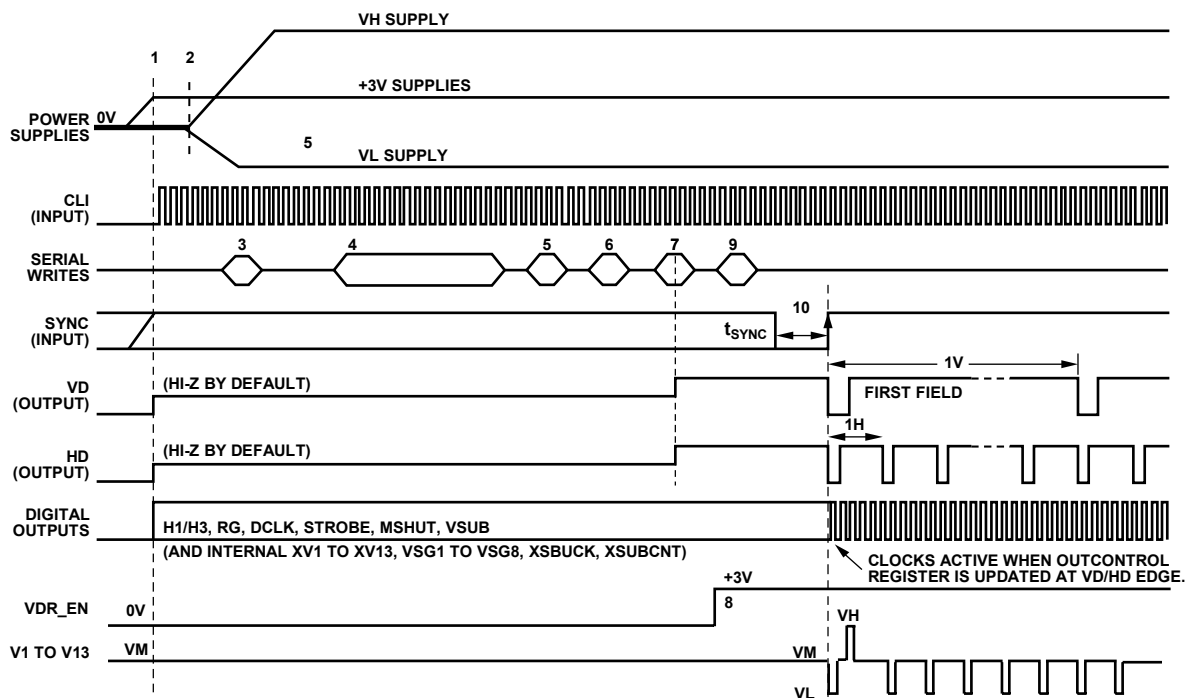 VH SUPPLY
1 2
+3V SUPPLIES
POWER SUPPLIES
0V
5
VL SUPPLY
CLI
(INPUT)
3 4 5 6 7 9
SERIAL
WRITES
10
SYNC
(INPUT)
tSYNC
1V
VD
(OUTPUT)
(HI-Z BY DEFAULT)
FIRST FIELD
1H
HD
(OUTPUT)
(HI-Z BY DEFAULT)
DIGITAL
OUTPUTS
H1/H3, RG, DCLK, STROBE, MSHUT, VSUB
(AND INTERNAL XV1 TO XV13, VSG1 TO VSG8, XSBUCK, XSUBCNT)
CLOCKS ACTIVE WHEN OUTCONTROL
REGISTER IS UPDATED AT VD/HD EDGE.
+3V
VDR_EN
0V
8
VH
V1 TO V13
VM
VM
VL